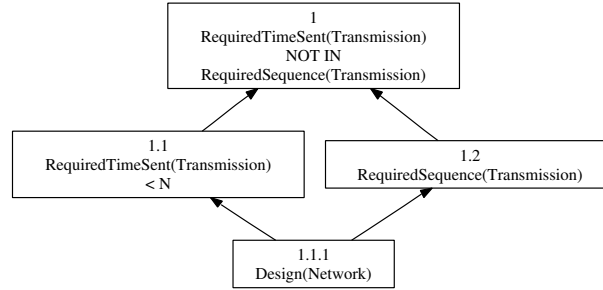 1
RequiredTimeSent(Transmission)
NOT IN
RequiredSequence(Transmission)
1.1
RequiredTimeSent(Transmission)
< N
1.2
RequiredSequence(Transmission)
1.1.1
Design(Network)